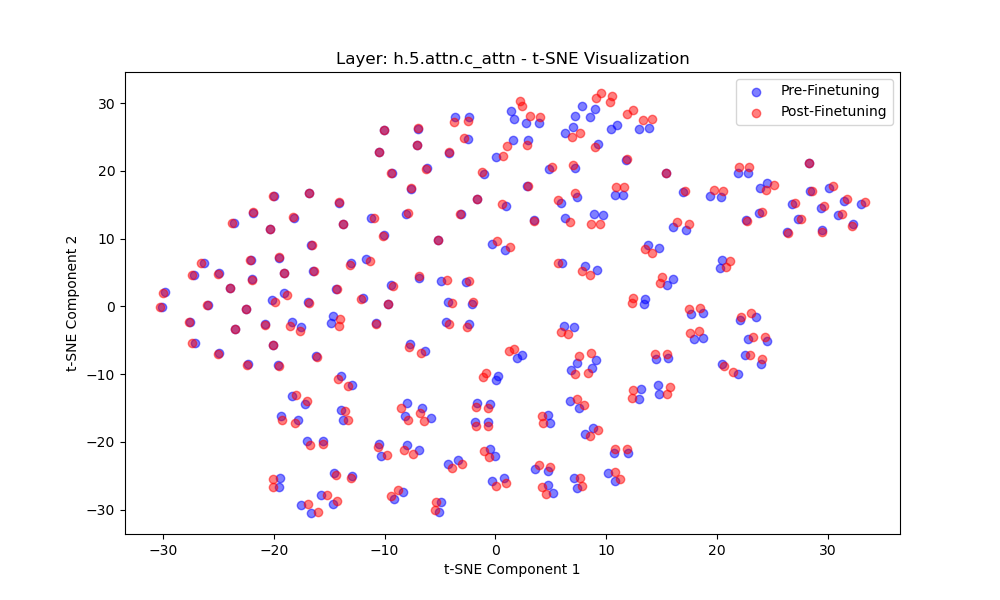 Layer: h.5.attn.c_attn - t-SNE Visualization
Pre-Finetuning
Post-Finetuning
t-SNE Component 2
30
20
10
0
−10
−20
−30
−30 −20 −10 0 10 20 30
t-SNE Component 1